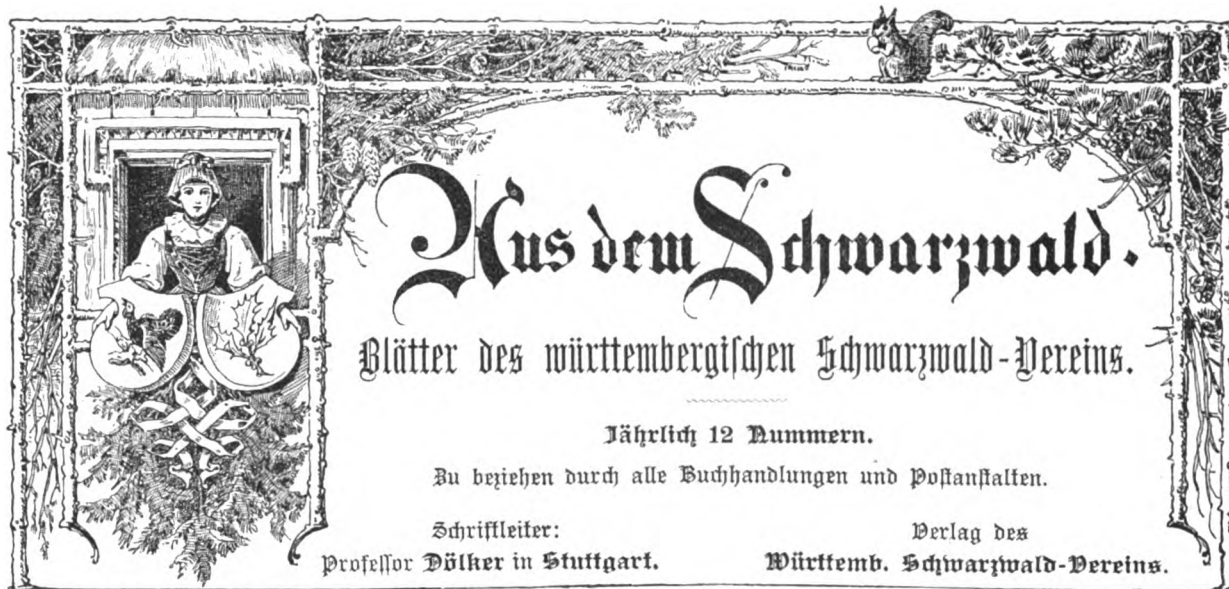 Aus dem Schwarzwald.
Blätter des württembergiſchen Schwarzwald-Vereins.
Jährlich 12 Nummern.
Zu beziehen durch alle Buchhandlungen und Poſtanſtalten.
Schriftleiter:
Profeſſor Dölker in Stuttgart.
Verlag des
Württemb. Schwarzwald-Vereins.